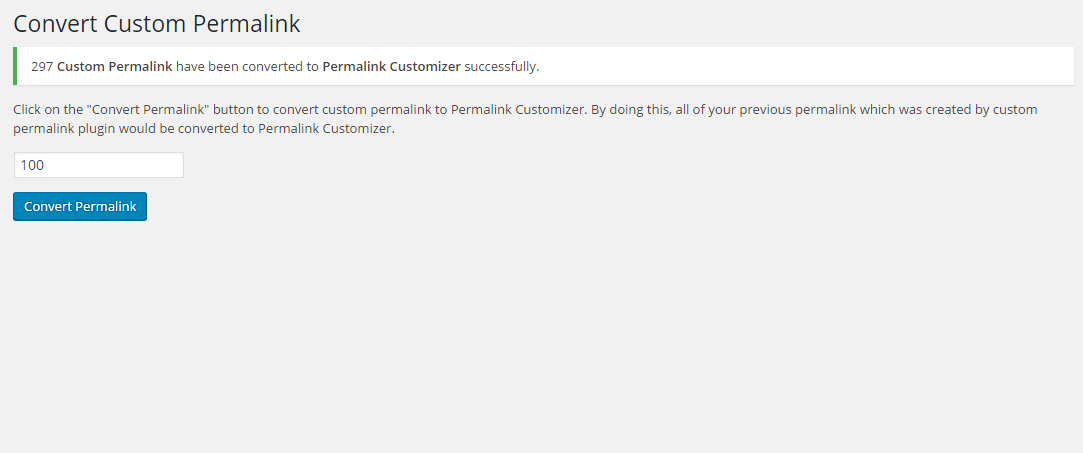 Convert Custom Permalink
297 Custom Permalink have been converted to Permalink Customizer successfully.
Click on the "Convert Permalink" button to convert custom permalink to Permalink Customizer. By doing this, all of your previous permalink which was created by custom
permalink plugin would be converted to Permalink Customizer.
100
Convert Permalink